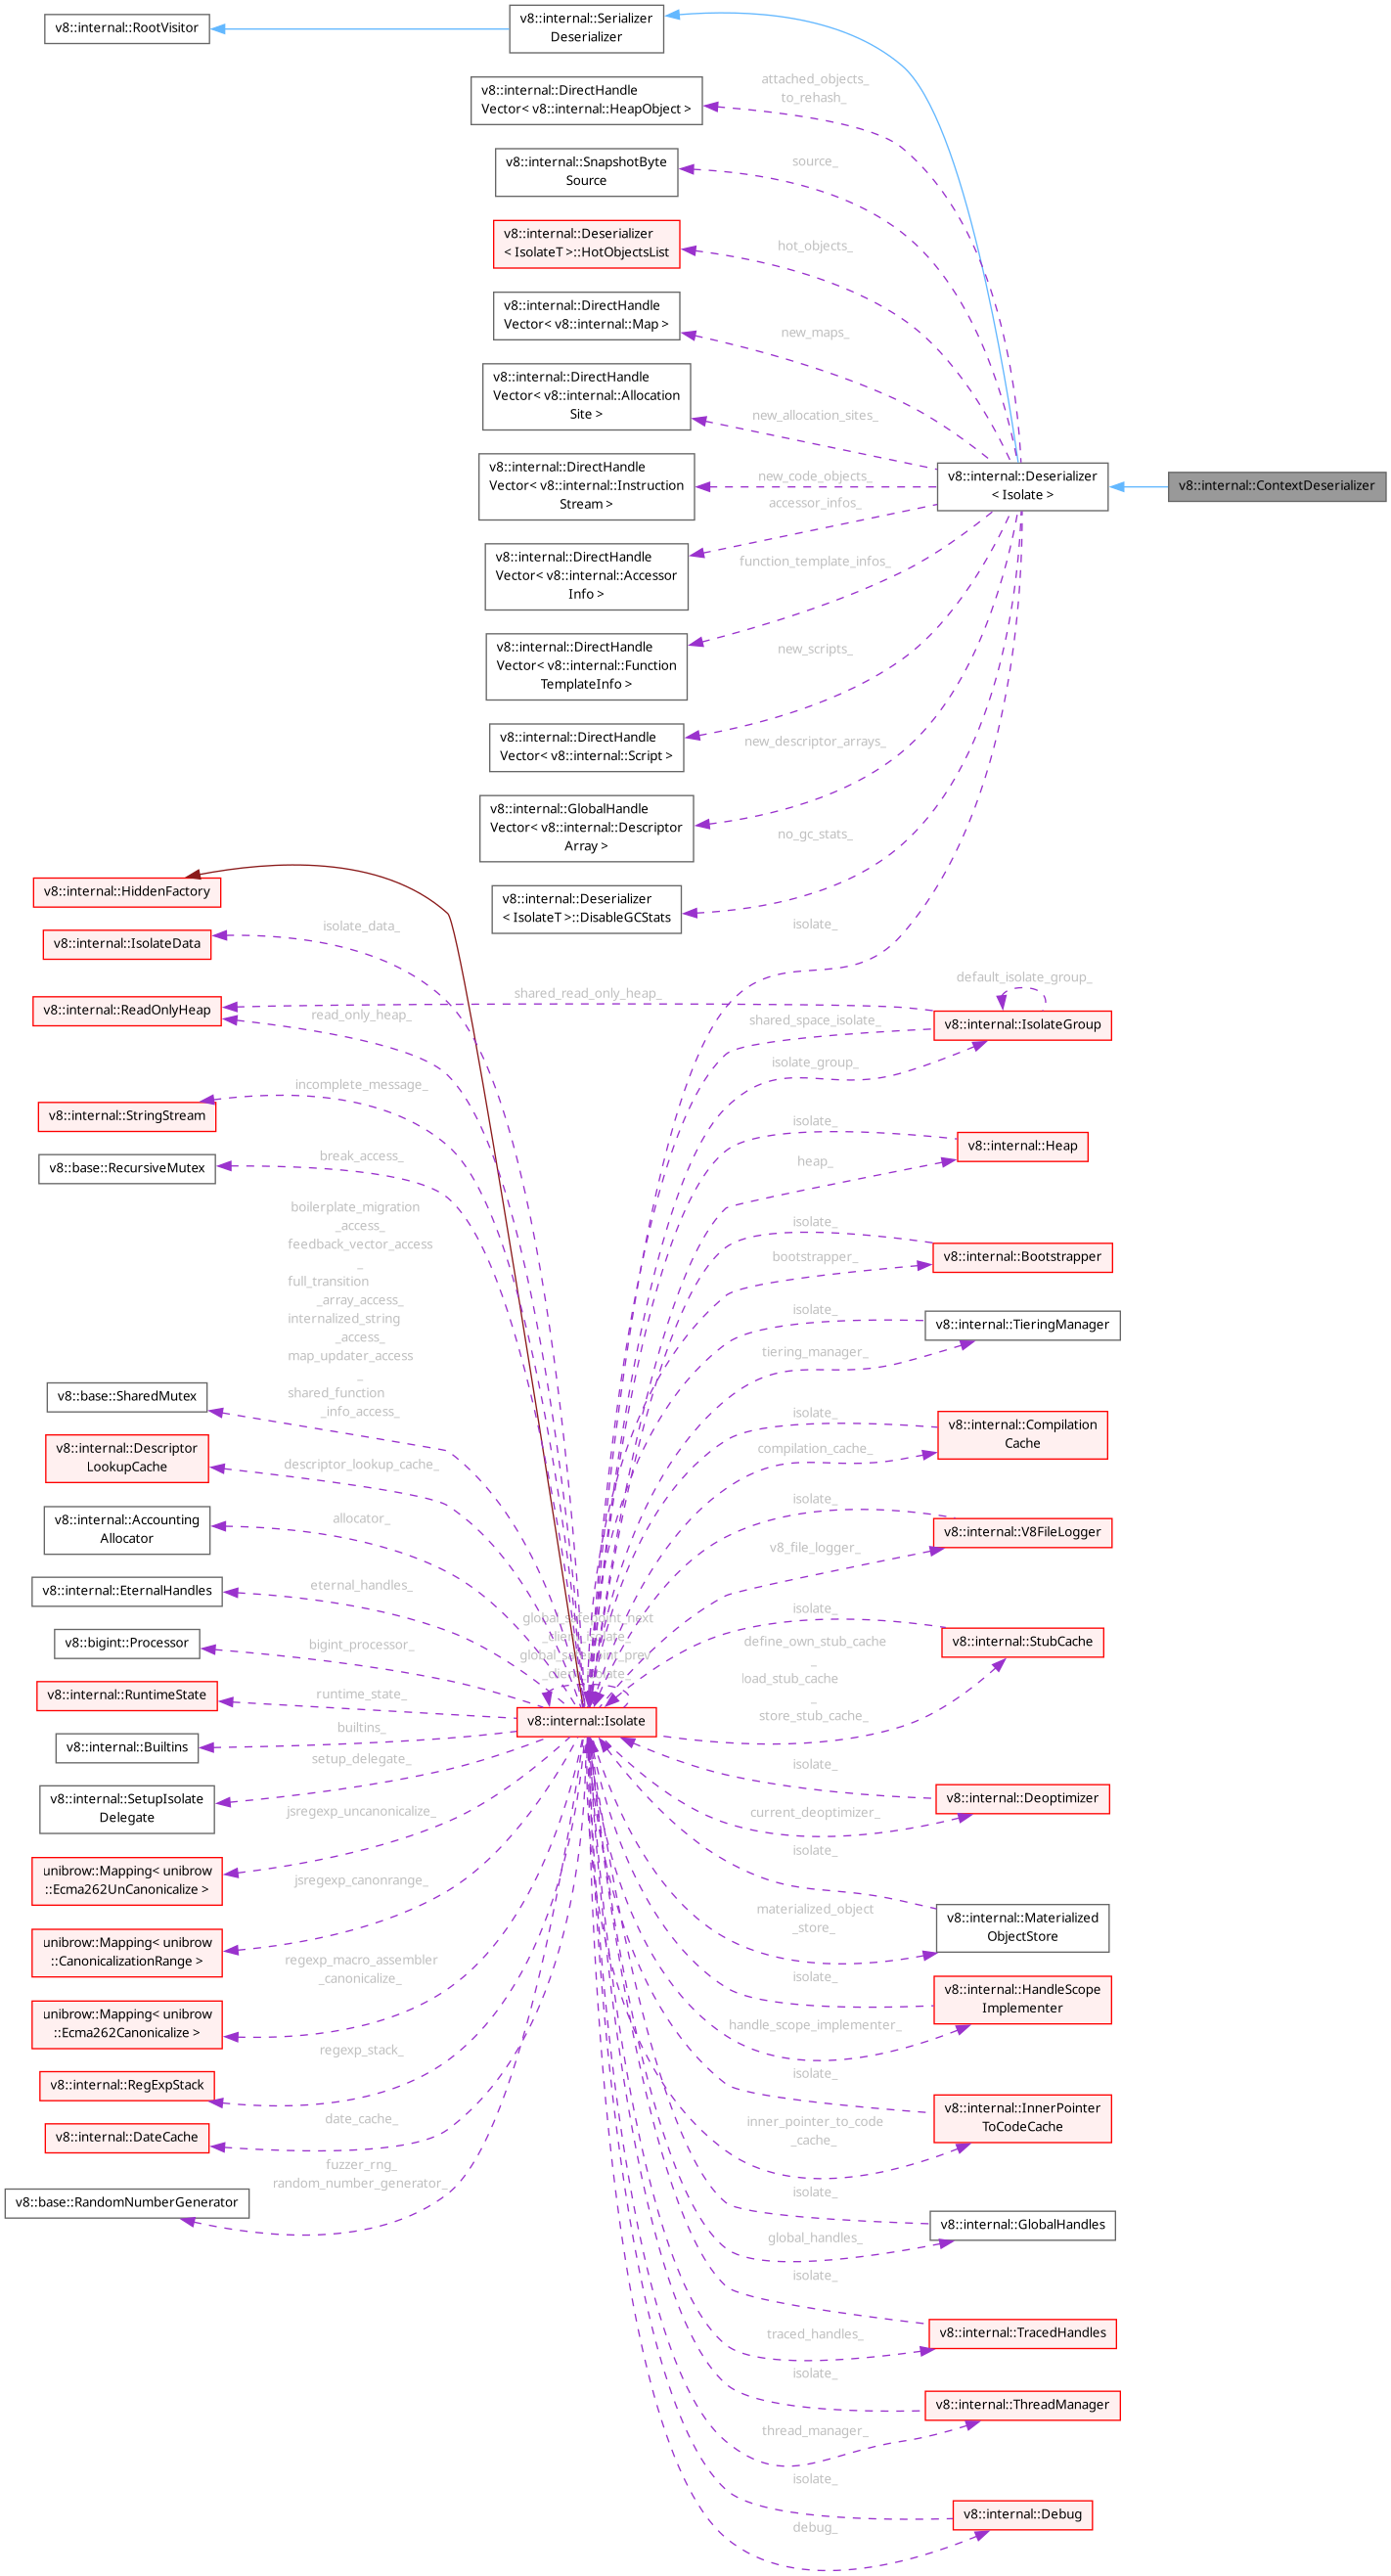 v8::internal::RootVisitor
v8::internal::Serializer
Deserializer
v8::internal::DirectHandle
Vector< v8::internal::HeapObject >
attached_objects_
to_rehash_
v8::internal::SnapshotByte
Source
source_
v8::internal::Deserializer
< IsolateT >::HotObjectsList
hot_objects_
v8::internal::DirectHandle
Vector< v8::internal::Map >
new_maps_
v8::internal::DirectHandle
Vector< v8::internal::Allocation
Site >
new_allocation_sites_
v8::internal::DirectHandle
Vector< v8::internal::Instruction
Stream >
new_code_objects_
v8::internal::Deserializer
< Isolate >
v8::internal::ContextDeserializer
v8::internal::DirectHandle
Vector< v8::internal::Accessor
Info >
accessor_infos_
v8::internal::DirectHandle
Vector< v8::internal::Function
TemplateInfo >
function_template_infos_
v8::internal::DirectHandle
Vector< v8::internal::Script >
new_scripts_
v8::internal::GlobalHandle
Vector< v8::internal::Descriptor
Array >
new_descriptor_arrays_
v8::internal::Deserializer
< IsolateT >::DisableGCStats
no_gc_stats_
isolate_
v8::internal::HiddenFactory
v8::internal::IsolateData
isolate_data_
v8::internal::ReadOnlyHeap
shared_read_only_heap_
read_only_heap_
default_isolate_group_
v8::internal::IsolateGroup
shared_space_isolate_
isolate_group_
v8::internal::StringStream
incomplete_message_
v8::base::RecursiveMutex
break_access_
isolate_
heap_
v8::internal::Heap
boilerplate_migration
_access_
feedback_vector_access
_
full_transition
_array_access_
internalized_string
_access_
map_updater_access
_
shared_function
_info_access_
v8::base::SharedMutex
isolate_
bootstrapper_
v8::internal::Bootstrapper
isolate_
tiering_manager_
v8::internal::TieringManager
v8::internal::Descriptor
LookupCache
descriptor_lookup_cache_
isolate_
compilation_cache_
v8::internal::Compilation
Cache
v8::internal::Accounting
Allocator
allocator_
isolate_
v8_file_logger_
v8::internal::V8FileLogger
v8::internal::EternalHandles
eternal_handles_
v8::bigint::Processor
bigint_processor_
global_safepoint_next
_client_isolate_
global_safepoint_prev
_client_isolate_
isolate_
define_own_stub_cache
_
load_stub_cache
_
store_stub_cache_
v8::internal::StubCache
v8::internal::RuntimeState
runtime_state_
v8::internal::Isolate
v8::internal::Builtins
builtins_
v8::internal::SetupIsolate
Delegate
setup_delegate_
isolate_
current_deoptimizer_
v8::internal::Deoptimizer
unibrow::Mapping< unibrow
::Ecma262UnCanonicalize >
jsregexp_uncanonicalize_
isolate_
materialized_object
_store_
v8::internal::Materialized
ObjectStore
unibrow::Mapping< unibrow
::CanonicalizationRange >
jsregexp_canonrange_
unibrow::Mapping< unibrow
::Ecma262Canonicalize >
regexp_macro_assembler
_canonicalize_
isolate_
handle_scope_implementer_
v8::internal::HandleScope
Implementer
v8::internal::RegExpStack
regexp_stack_
v8::internal::DateCache
date_cache_
isolate_
inner_pointer_to_code
_cache_
v8::internal::InnerPointer
ToCodeCache
v8::base::RandomNumberGenerator
fuzzer_rng_
random_number_generator_
isolate_
global_handles_
v8::internal::GlobalHandles
isolate_
traced_handles_
v8::internal::TracedHandles
isolate_
thread_manager_
v8::internal::ThreadManager
isolate_
debug_
v8::internal::Debug